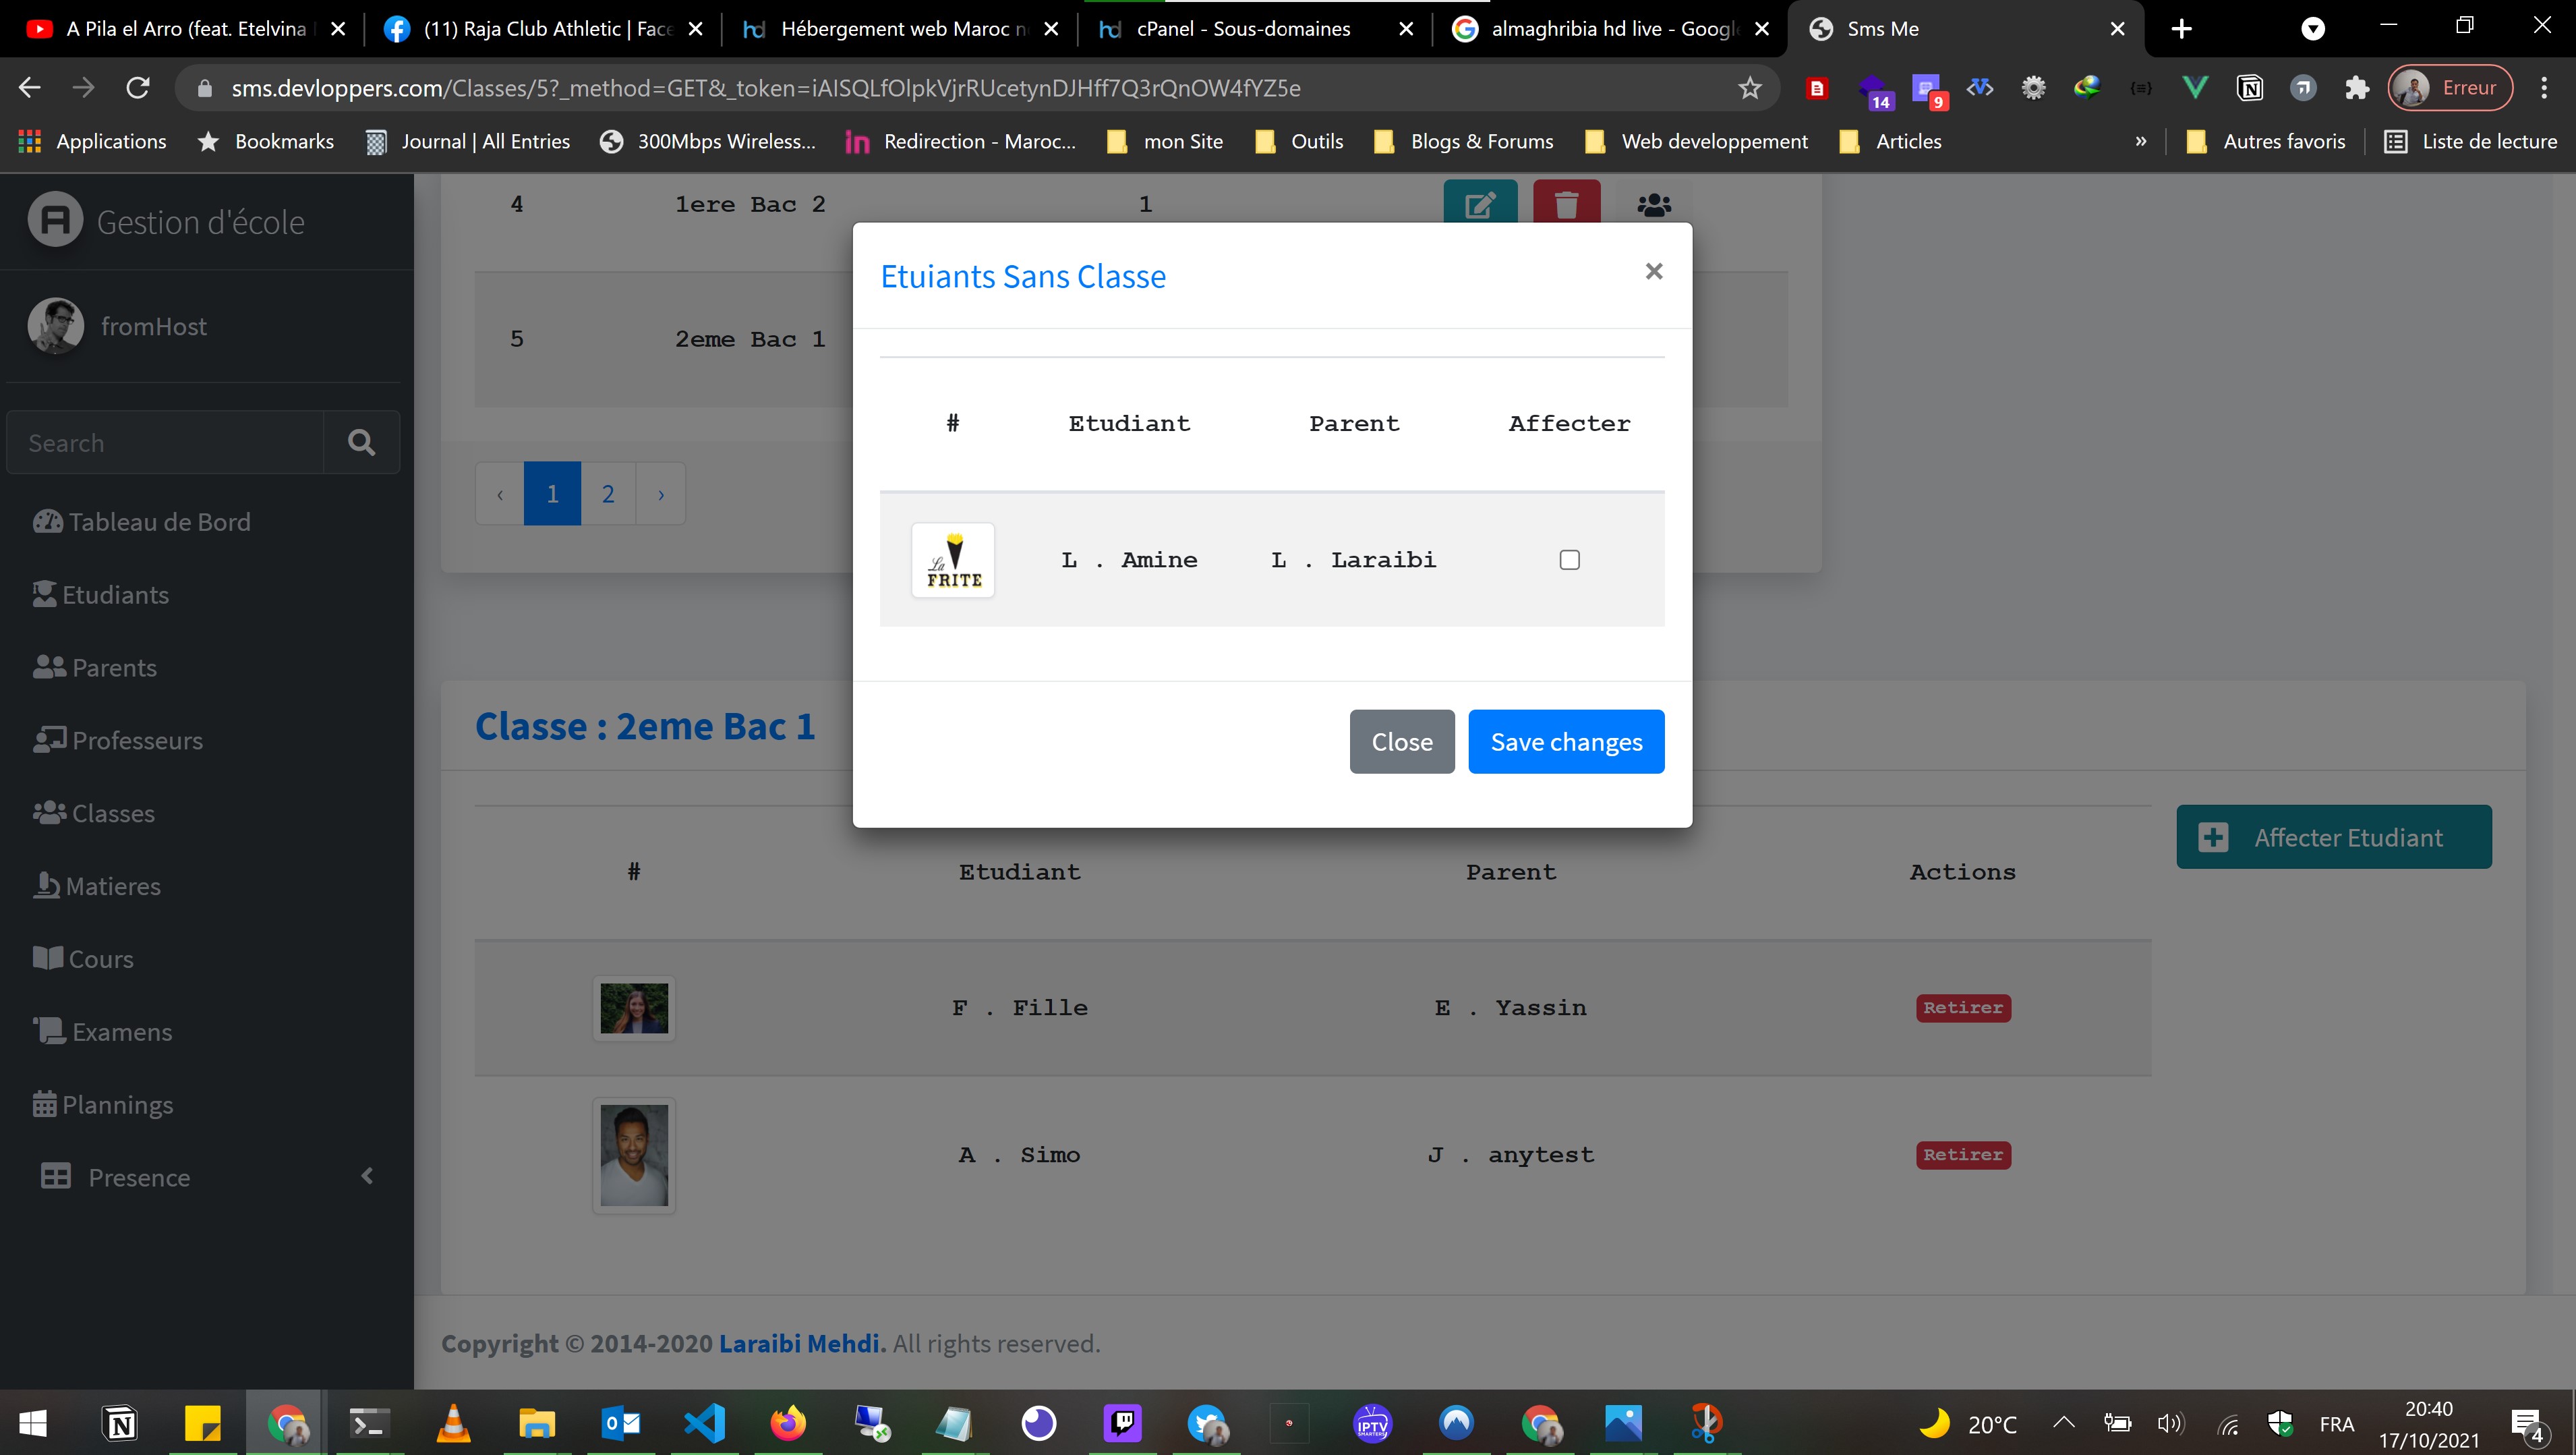 A Pila el Arro (feat. Etelvina
(11) Raja Club Athletic | Face
Hébergement web Maroc n
cPanel - Sous-domaines
almaghribia hd live - Google
Sms Me
sms.devloppers.com/Classes/5?_method=GET&_token=iAISQLfOlpkVjrRUcetynDJHff7Q3rQnOW4fYZ5e
14
9
Erreur
Applications
Bookmarks
Journal | All Entries
300Mbps Wireless...
Redirection - Maroc...
mon Site
Outils
Blogs & Forums
Web developpement
Articles
»
Autres favoris
Liste de lecture
Gestion d'école
fromHost
Search
Tableau de Bord
Etudiants
Parents
Professeurs
Classes
Matieres
Cours
Examens
Plannings
Presence
4 1ere Bac 2 1
5 2eme Bac 1
‹ 1 2 ›
Etuiants Sans Classe
×
# Etudiant Parent Affecter
La FRITE
L . Amine L . Laraibi
Close
Save changes
Classe : 2eme Bac 1
Affecter Etudiant
# Etudiant Parent Actions
F . Fille E . Yassin Retirer
A . Simo J . anytest Retirer
Copyright © 2014-2020 Laraibi Mehdi. All rights reserved.
IPTV
SMARTERS
20°C
FRA
20:40
17/10/2021
4